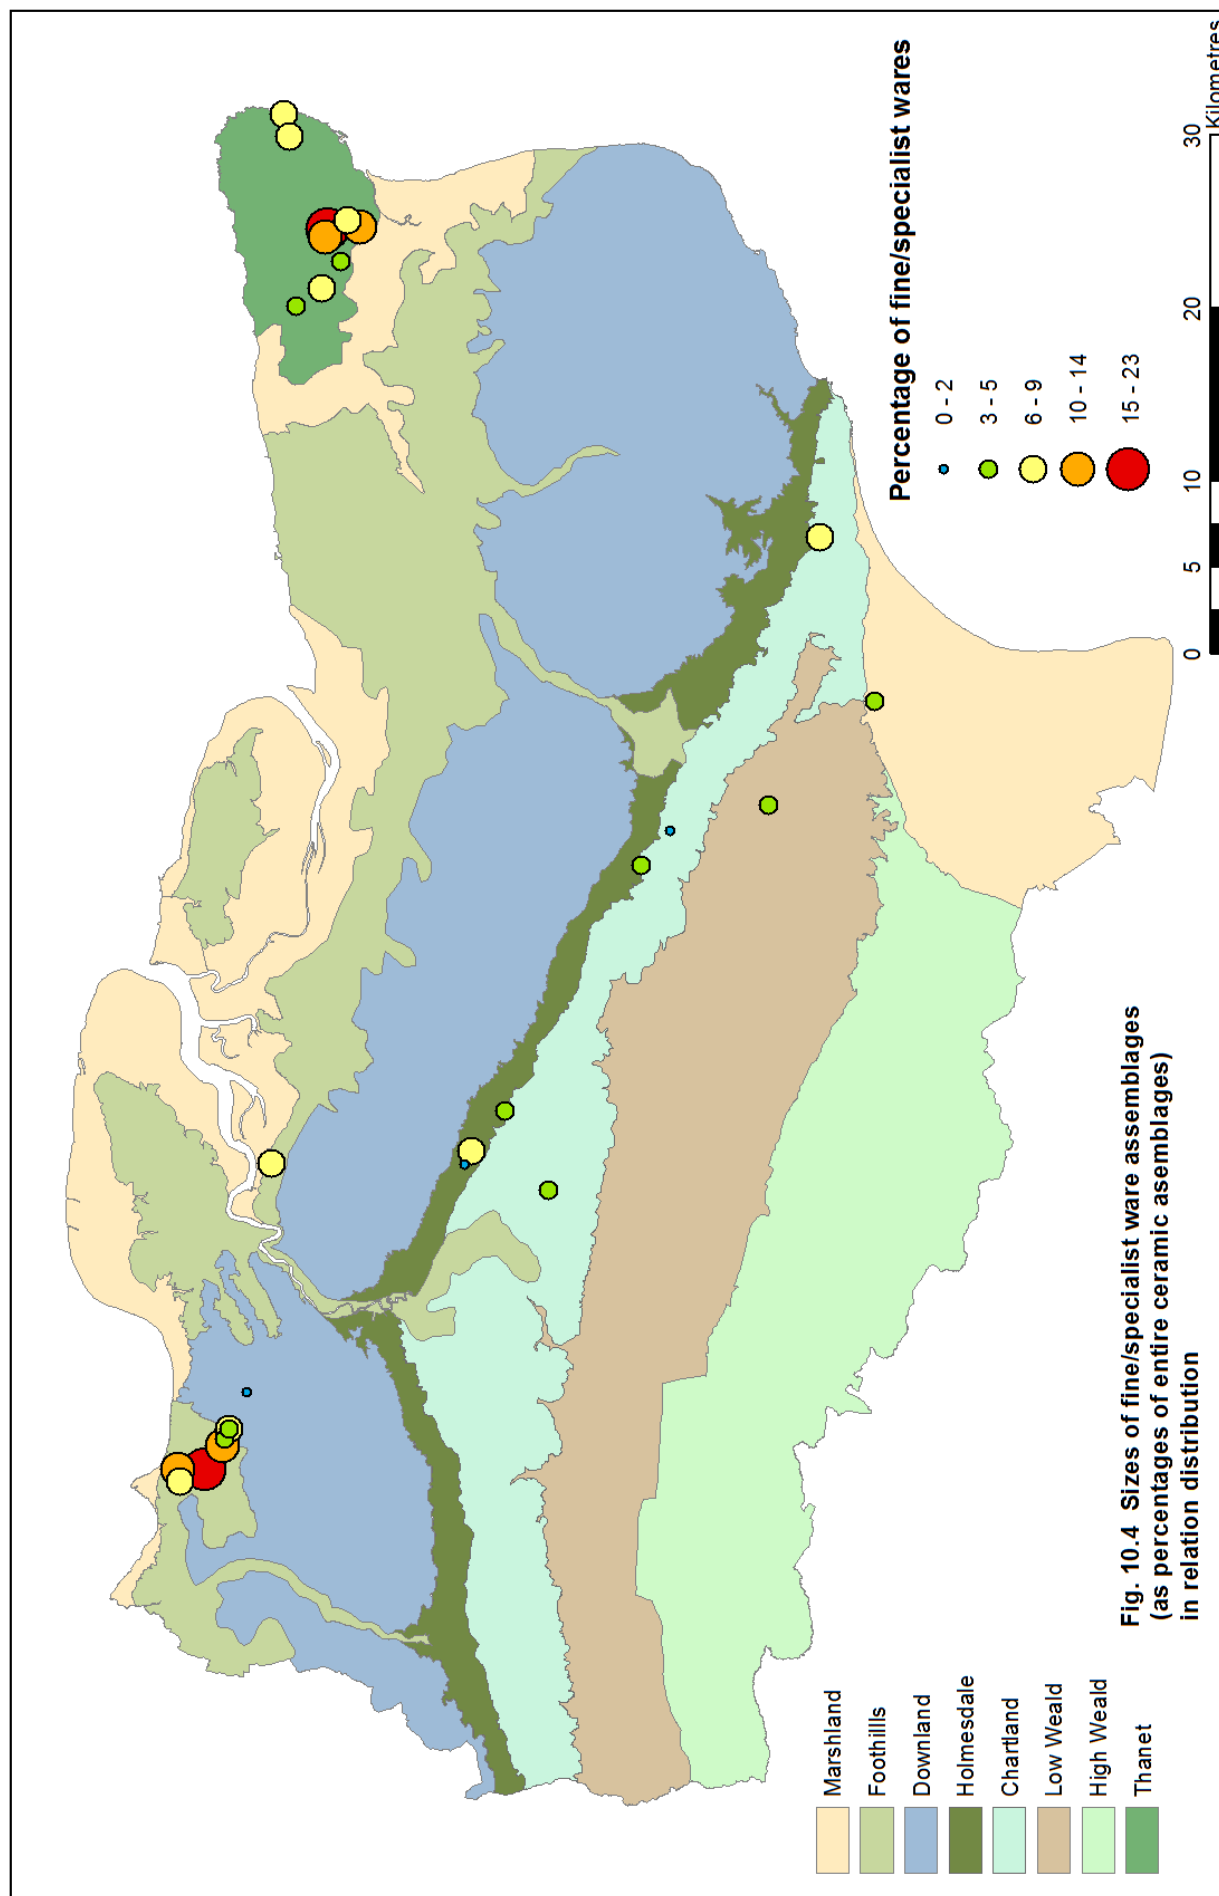 Marshland
Foothillls
Downland
Holmesdale
Chartland
Low Weald
High Weald
Thanet
Fig. 10.4 Sizes of fine/specialist ware assemblages
(as percentages of entire ceramic asemblages)
in relation distribution
Percentage of fine/specialist wares
0 - 2
3 - 5
6 - 9
10 - 14
15 - 23
0 5 10 20 30
Kilometres